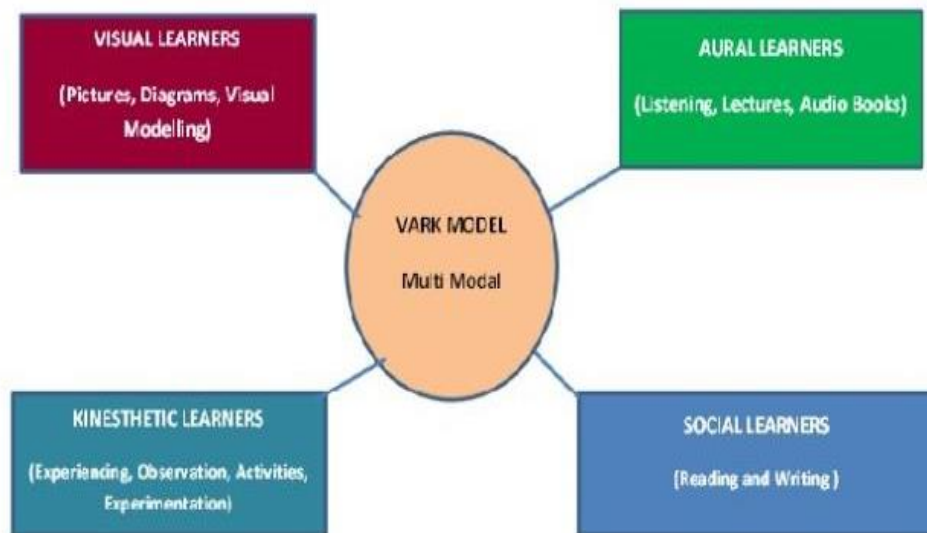 VISUAL LEARNERS
(Pictures, Diagrams, Visual
Modelling)
AURAL LEARNERS
(Listening, Lectures, Audio Books)
VARK MODEL
Multi Modal
KINESTHETIC LEARNERS
(Experiencing, Observation, Activities,
Experimentation)
SOCIAL LEARNERS
(Reading and Writing )